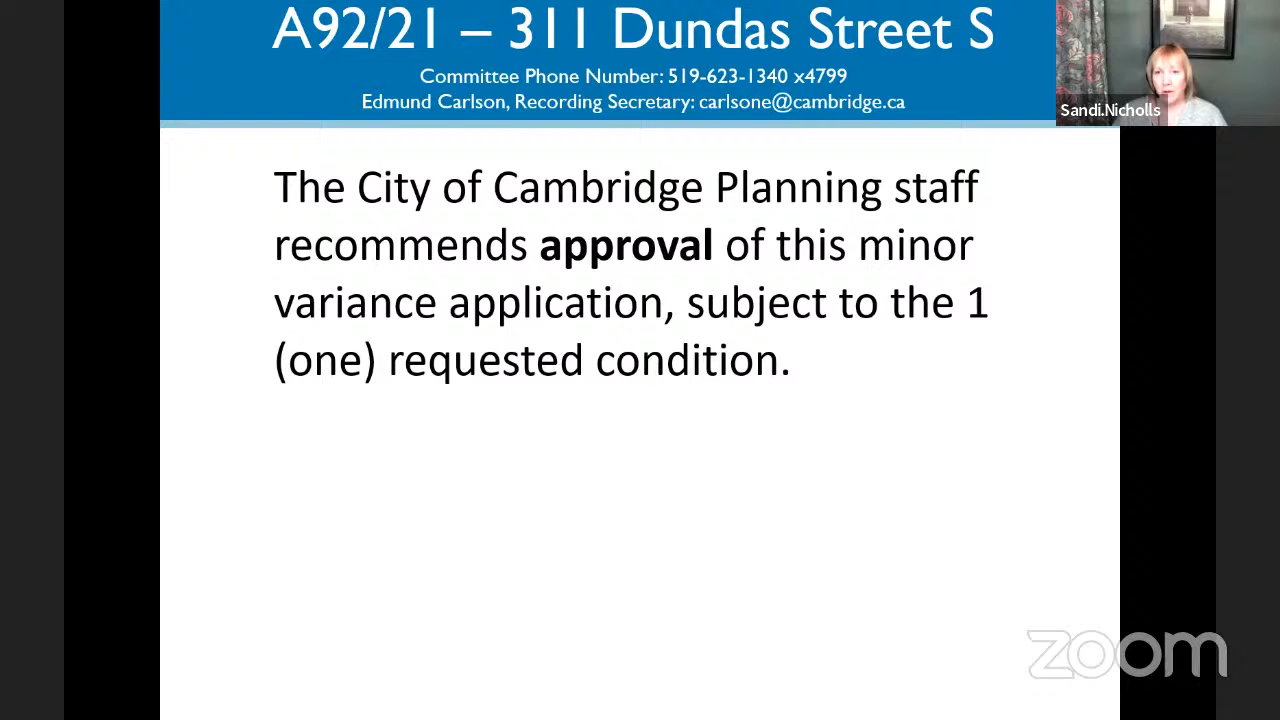 A92/21 – 311 Dundas Street S
Committee Phone Number: 519-623-1340 x4799
Edmund Carlson, Recording Secretary: carlsone@cambridge.ca
Sandi.Nicholls
The City of Cambridge Planning staff
recommends approval of this minor
variance application, subject to the 1
(one) requested condition.
zoom